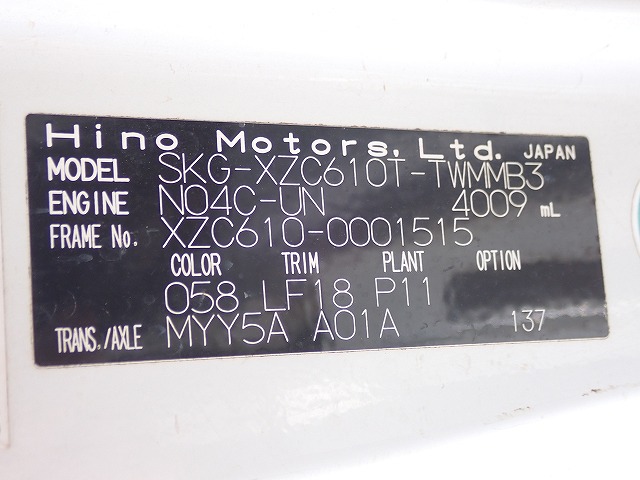 Hino Motors, Ltd. JAPAN
MODEL SKG-XZC610T-TWMMB3
ENGINE N04C-UN 4009 mL
FRAME No. XZC610-0001515
COLOR TRIM PLANT OPTION
058 LF18 P11
TRANS./AXLE MYY5A A01A 137